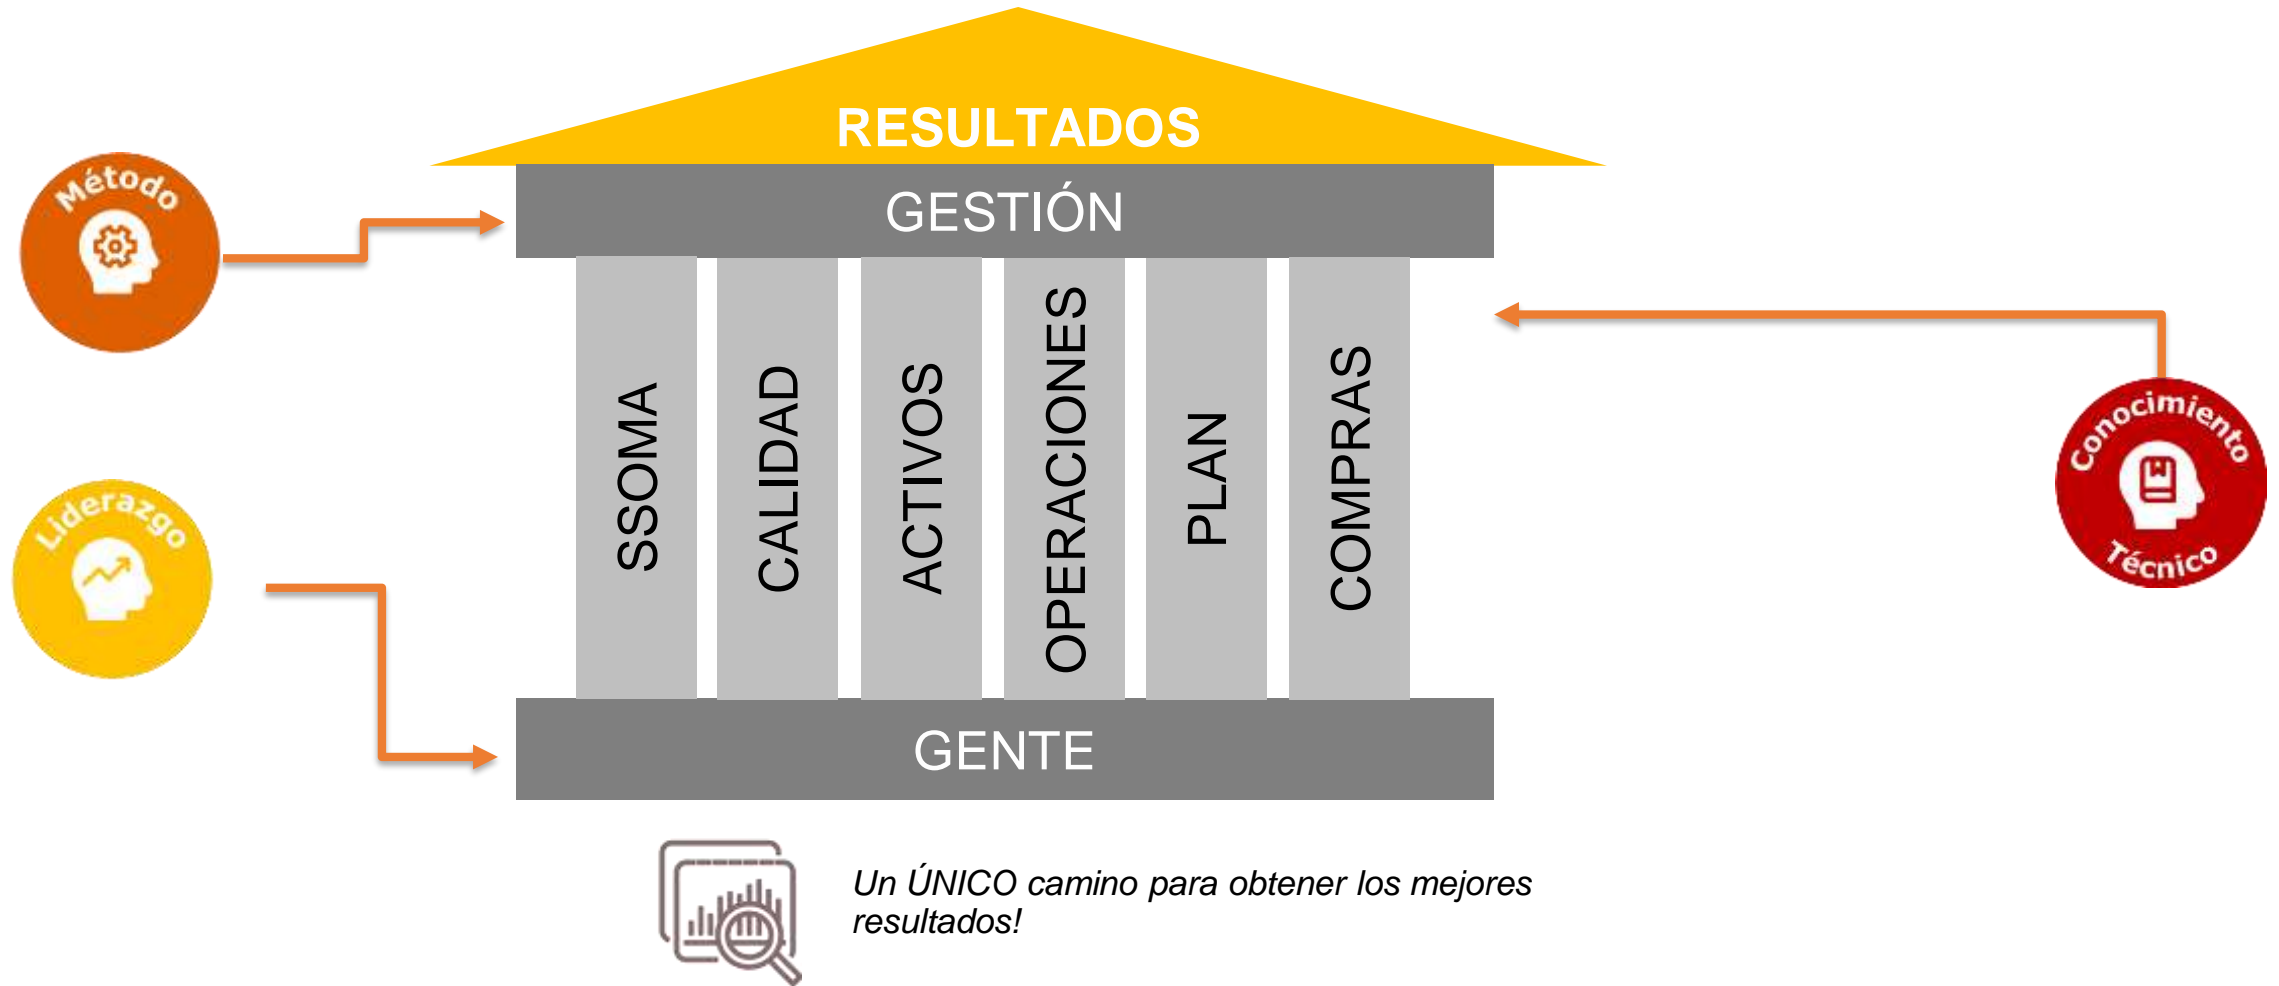 RESULTADOS
Método
GESTIÓN
SSOMA
CALIDAD
ACTIVOS
OPERACIONES
PLAN
COMPRAS
Conocimiento
Técnico
Liderazgo
GENTE
Un ÚNICO camino para obtener los mejores
resultados!